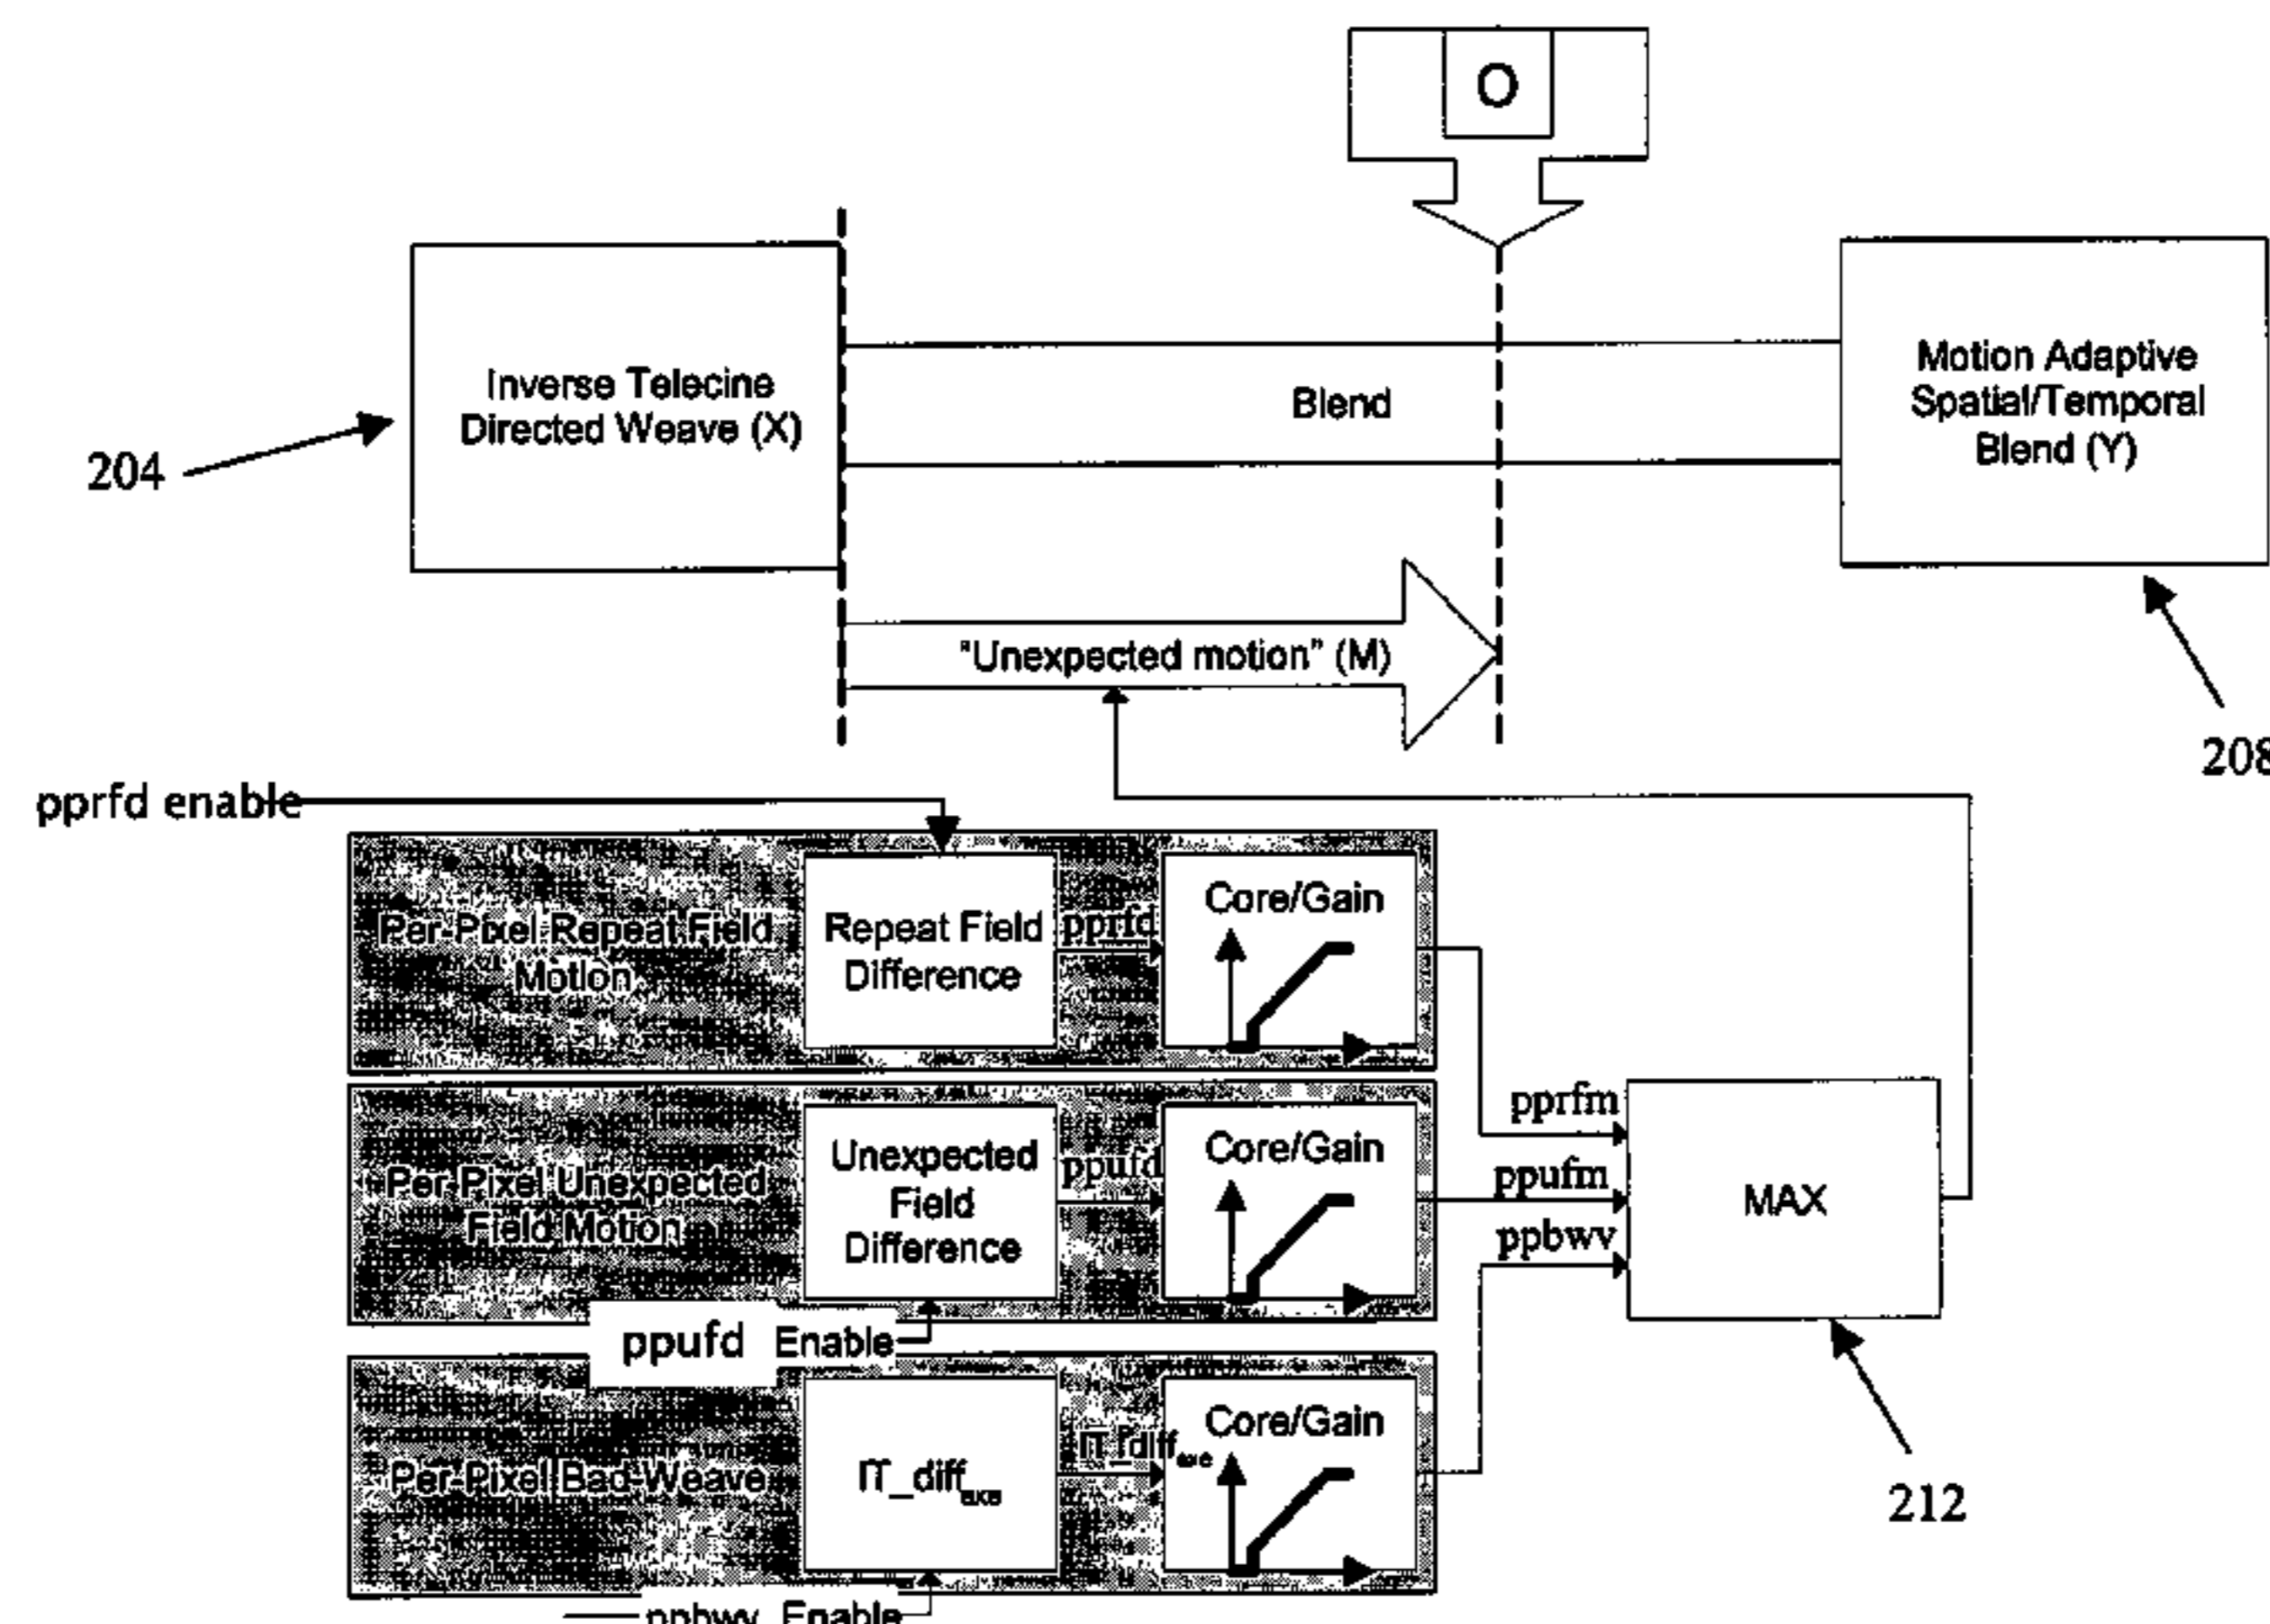 O
Inverse Telecine
Directed Weave (X)
Blend
Motion Adaptive
Spatial/Temporal
Blend (Y)
204
"Unexpected motion" (M)
208
pprfd enable
Per-Pixel Repeat Field
Motion
Repeat Field
Difference
pprfd
Core/Gain
pprfm
Per-Pixel Unexpected
Field Motion
Unexpected
Field
Difference
ppufd
Core/Gain
ppufm
ppbwv
MAX
ppufd Enable
Per-Pixel Bad-Weave
IT_diff
IT_diff
Core/Gain
212
ppbwv Enable